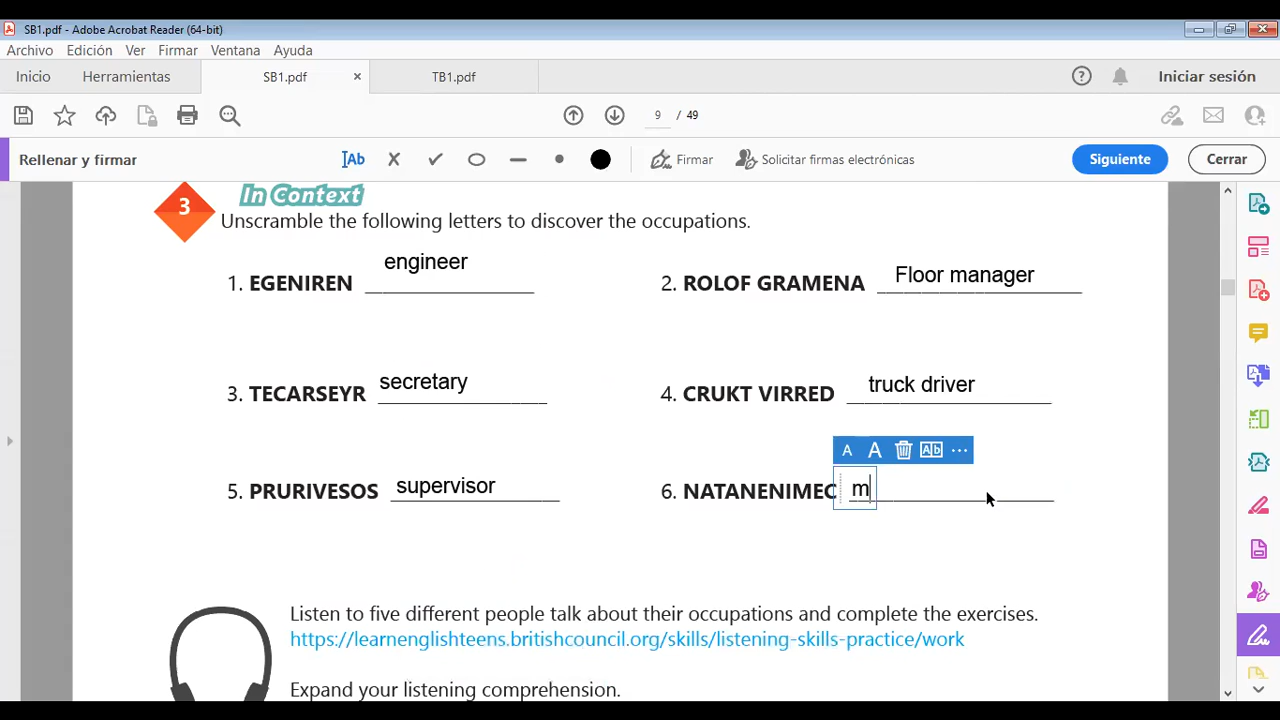 SB1.pdf - Adobe Acrobat Reader (64-bit)
Archivo Edición Ver Firmar Ventana Ayuda
Inicio Herramientas SB1.pdf × TB1.pdf Iniciar sesión
9 / 49
Rellenar y firmar Ab Firmar Solicitar firmas electrónicas Siguiente Cerrar
In Context
3
Unscramble the following letters to discover the occupations.
1. EGENIREN engineer 2. ROLOF GRAMENA Floor manager
3. TECARSEYR secretary 4. CRUKT VIRRED truck driver
A A Ab ...
5. PRURIVESOS supervisor 6. NATANENIMEC m
Listen to five different people talk about their occupations and complete the exercises.
https://learnenglishteens.britishcouncil.org/skills/listening-skills-practice/work
Expand your listening comprehension.